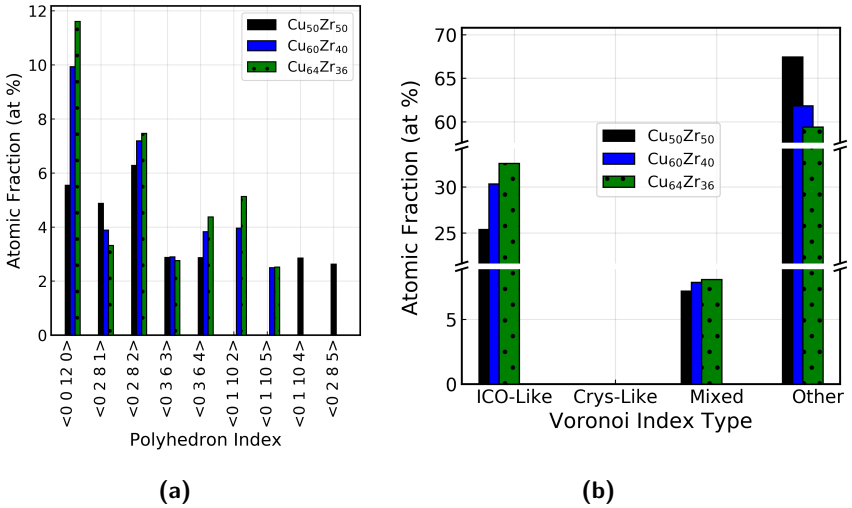 12
10
8
6
4
2
0
Atomic Fraction (at %)
Cu₅₀Zr₅₀
Cu₆₀Zr₄₀
Cu₆₄Zr₃₆
<0 0 12 0>
<0 2 8 1>
<0 2 8 2>
<0 3 6 3>
<0 3 6 4>
<0 1 10 2>
<0 1 10 5>
<0 1 10 4>
<0 2 8 5>
Polyhedron Index
(a)
70
65
60
30
25
5
0
Atomic Fraction (at %)
Cu₅₀Zr₅₀
Cu₆₀Zr₄₀
Cu₆₄Zr₃₆
ICO-Like Crys-Like Mixed Other
Voronoi Index Type
(b)